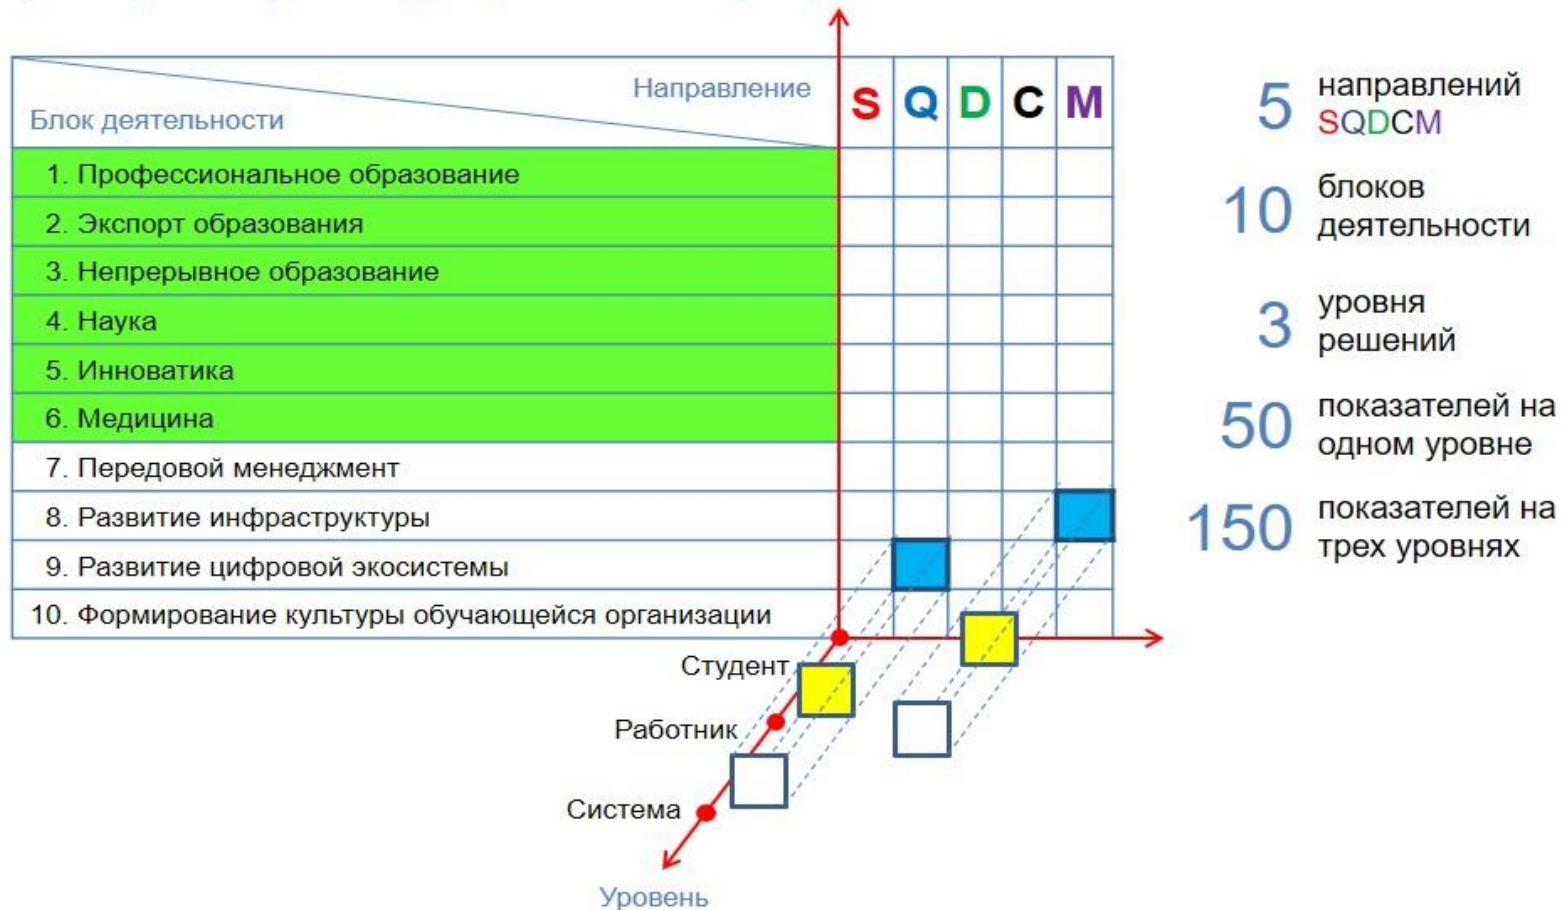 Направление
Блок деятельности
S Q D C M
1. Профессиональное образование
2. Экспорт образования
3. Непрерывное образование
4. Наука
5. Инноватика
6. Медицина
7. Передовой менеджмент
8. Развитие инфраструктуры
9. Развитие цифровой экосистемы
10. Формирование культуры обучающейся организации
Студент
Работник
Система
Уровень
5 направлений
SQDCM
10 блоков
деятельности
3 уровня
решений
50 показателей на
одном уровне
150 показателей на
трех уровнях